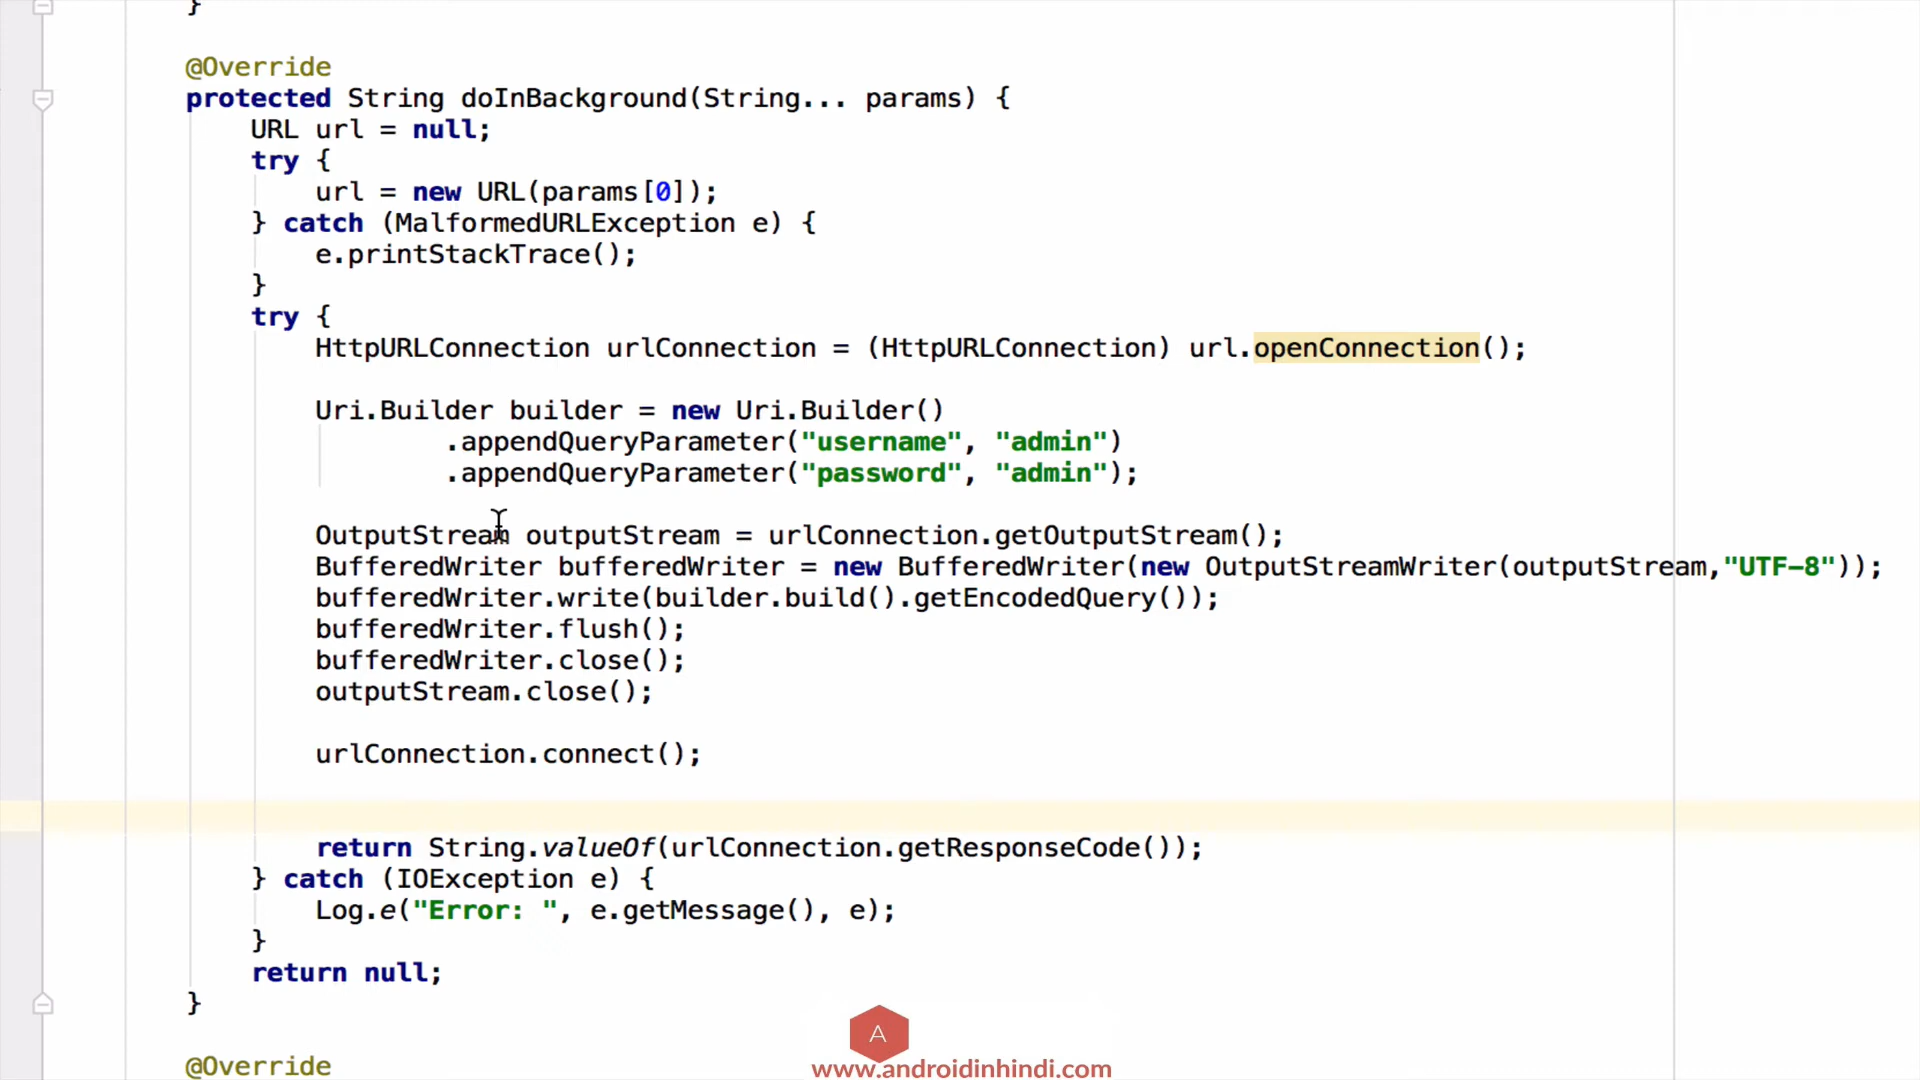 }
@Override
protected String doInBackground(String... params) {
URL url = null;
try {
url = new URL(params[0]);
} catch (MalformedURLException e) {
e.printStackTrace();
}
try {
HttpURLConnection urlConnection = (HttpURLConnection) url.openConnection();
Uri.Builder builder = new Uri.Builder()
.appendQueryParameter("username", "admin")
.appendQueryParameter("password", "admin");
OutputStream outputStream = urlConnection.getOutputStream();
BufferedWriter bufferedWriter = new BufferedWriter(new OutputStreamWriter(outputStream,"UTF-8"));
bufferedWriter.write(builder.build().getEncodedQuery());
bufferedWriter.flush();
bufferedWriter.close();
outputStream.close();
urlConnection.connect();
return String.valueOf(urlConnection.getResponseCode());
} catch (IOException e) {
Log.e("Error: ", e.getMessage(), e);
}
return null;
}
A
@Override
www.androidinhindi.com